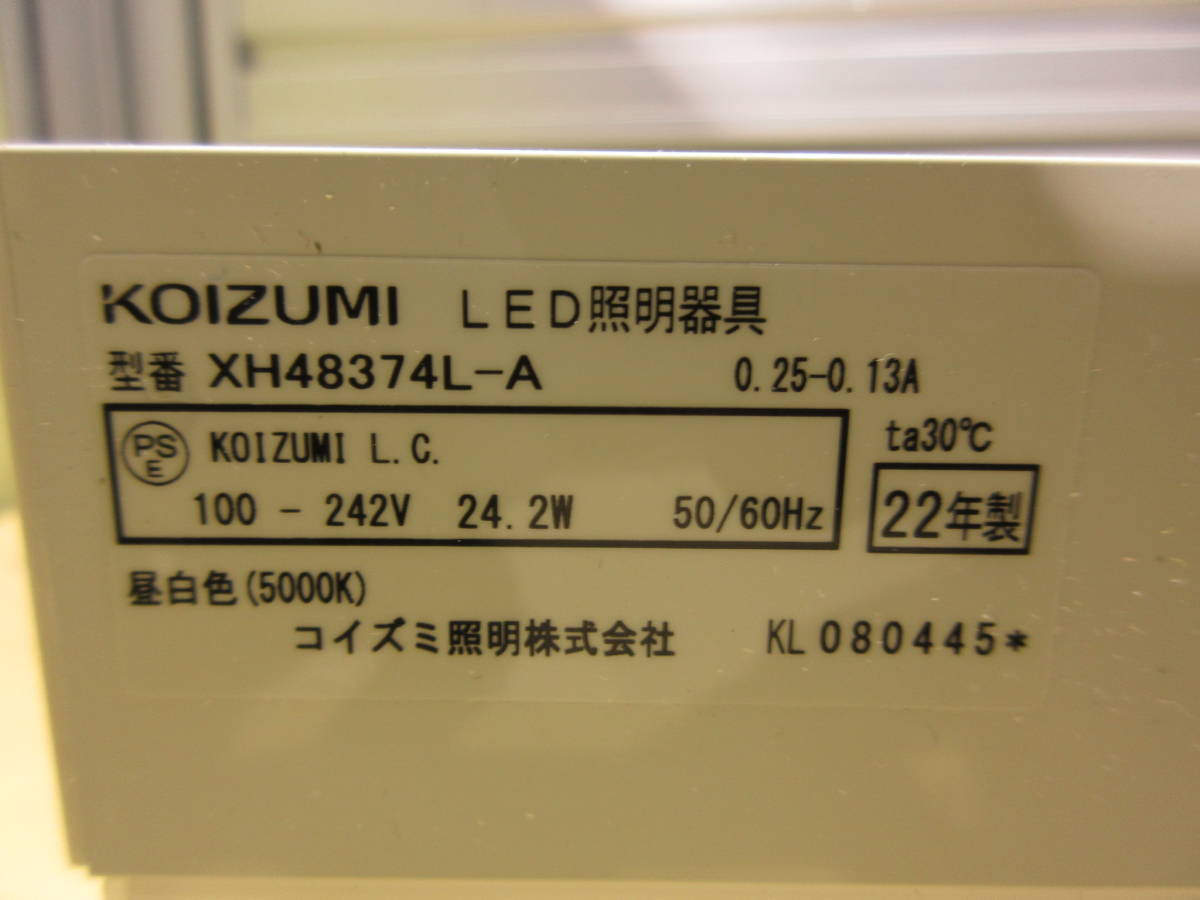 KOIZUMI LED照明器具
型番 XH48374L-A 0.25-0.13A
PS E KOIZUMI L.C. ta30℃
100 - 242V 24.2W 50/60Hz 22年製
昼白色(5000K)
コイズミ照明株式会社 KL080445*